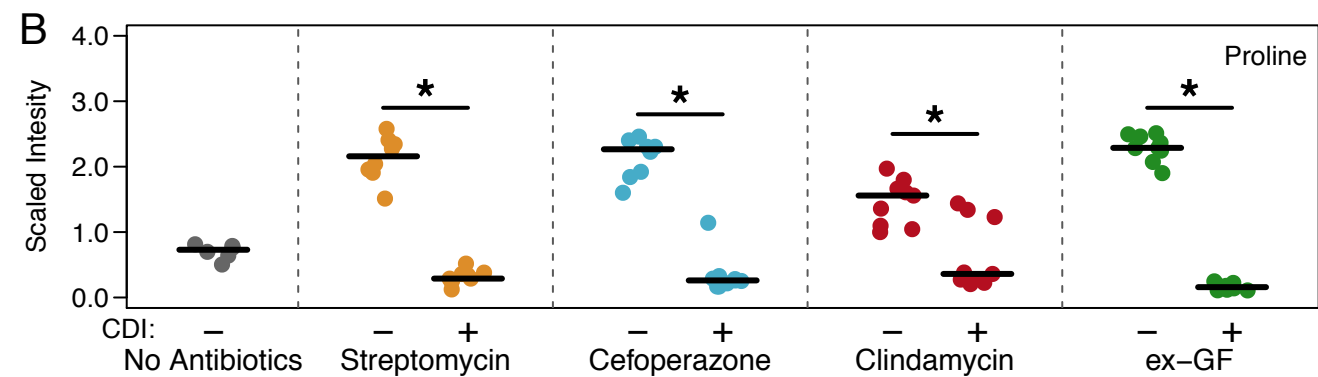 B
Proline
Scaled Intesity
4.0
3.0
2.0
1.0
0.0
* * * *
CDI: − − + − + − + − +
No Antibiotics Streptomycin Cefoperazone Clindamycin ex−GF